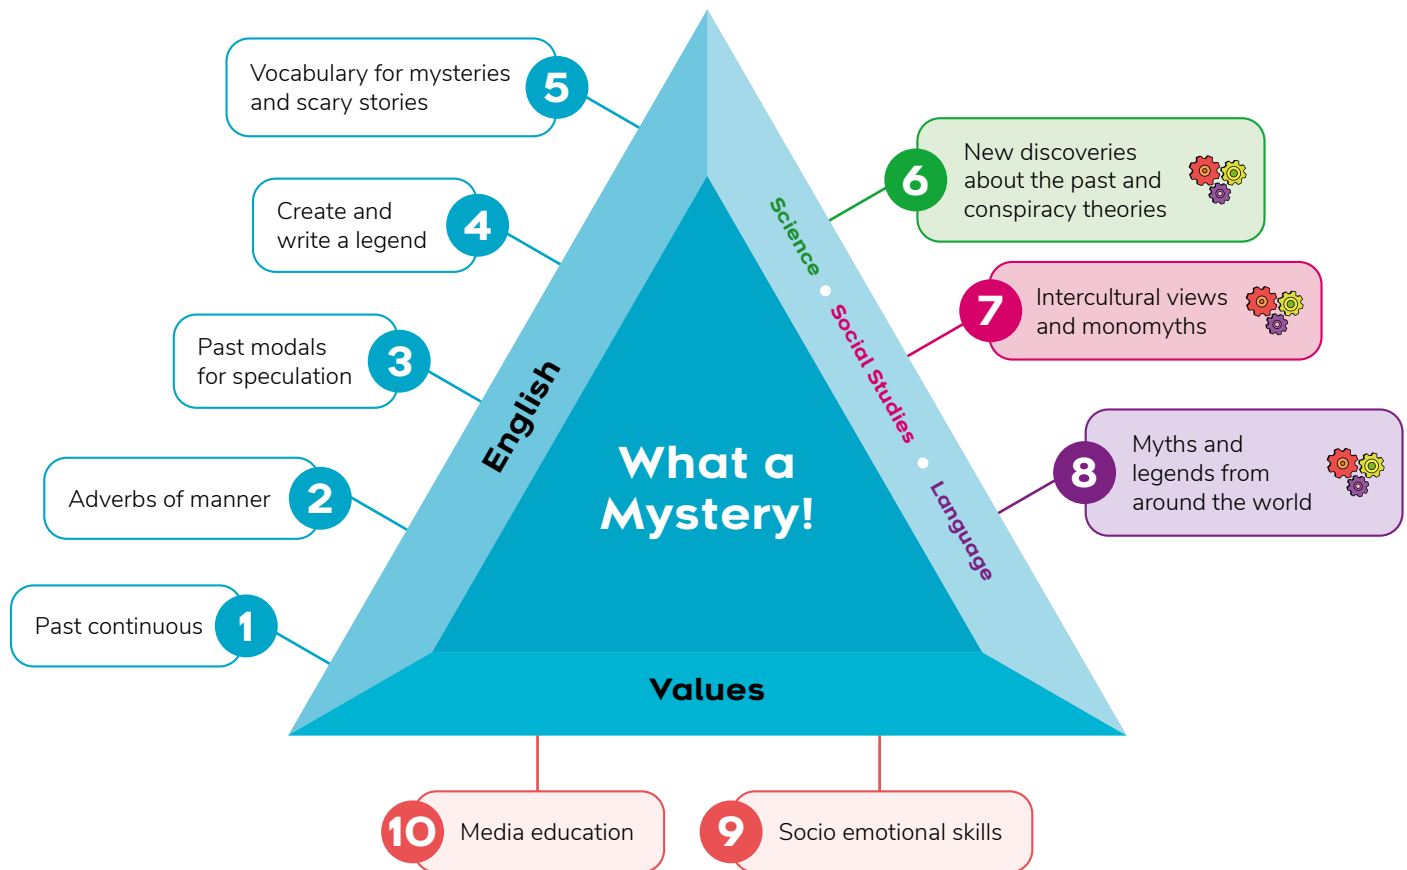 5
Vocabulary for mysteries
and scary stories
4
Create and
write a legend
3
Past modals
for speculation
2
Adverbs of manner
1
Past continuous
English
What a
Mystery!
Values
Science • Social Studies • Language
6
New discoveries
about the past and
conspiracy theories
7
Intercultural views
and monomyths
8
Myths and
legends from
around the world
10
Media education
9
Socio emotional skills